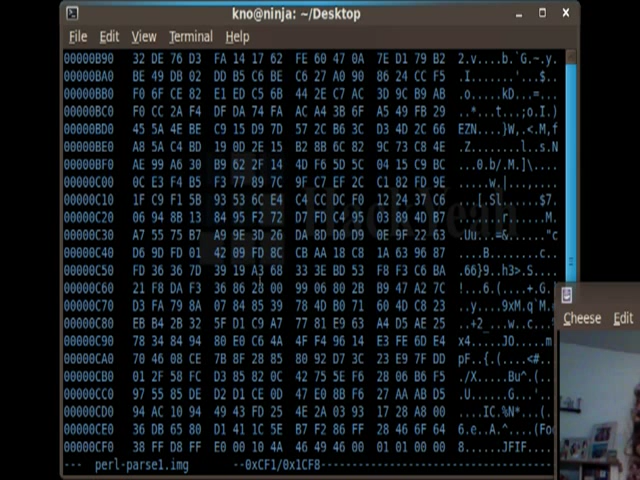 kno@ninja: ~/Desktop
File Edit View Terminal Help
00000B90 32 DE 76 D3 FA 14 17 62 FE 60 47 0A 7E D1 79 B2 2.v....b.`G.~.y.
00000BA0 BE 49 DB 02 DD B5 C6 BE C6 27 A0 90 86 24 CC F5 .I.......'...$..
00000BB0 F0 6F CE 82 E1 ED C5 6B 44 2E C7 AC 3D 9C B9 AB .o.....kD...=...
00000BC0 F0 CC 2A F4 DF DA 74 FA AC A4 3B 6F A5 49 FB 29 ..*...t...;o.I.)
00000BD0 45 5A 4E BE C9 15 D9 7D 57 2C B6 3C D3 4D 2C 66 EZN....}W,.<.M,f
00000BE0 A8 5A C4 BD 19 0D 2E 15 B2 8B 6C 82 9C 73 C8 4E .Z........l..s.N
00000BF0 AE 99 A6 30 B9 62 2F 14 4D F6 5D 5C 04 15 C9 BC ...0.b/.M.]\....
00000C00 0C E3 F4 B5 F3 77 89 7C 9F C7 EF 2C C1 82 FD 9E .....w.|...,....
00000C10 1F C9 F1 5B 93 53 6C E4 C4 CC DC F0 12 24 37 C6 ...[.Sl......$7.
00000C20 06 94 8B 13 84 95 F2 72 D7 FD C4 95 03 89 4D B7
00000C30 A7 55 75 B7 A9 9E 3D 26 DA 8D D0 D9 0E 9F 22 63 .Uu...=&......"c
00000C40 D6 9D FD 01 42 93 FD 8C CB BA A1 8C 1A 63 96 87 ....B........c..
00000C50 FD 36 36 7D 39 19 A3 68 33 3E BD 53 F8 F3 C6 BA .66}9..h3>.S....
00000C60 21 F8 DA F3 36 86 28 00 99 06 80 2B B9 47 A2 7C
00000C70 D3 FA 79 8A 07 84 85 39 78 4D B0 71 60 4D C8 23
00000C80 EB B4 2B 32 5F D1 C9 A7 77 81 E9 63 A4 D5 AE 25
00000C90 78 34 84 94 80 E0 C6 4A 4F F4 96 14 E3 FE 6D E4
00000CA0 70 46 08 CE 7B 8F 28 85 80 92 D7 3C 23 E9 7F DD
00000CB0 01 2F 58 FC D3 85 82 0C 42 75 5E F6 28 06 B6 F5
00000CC0 97 55 85 DE D2 D1 CE 0D 47 E0 8B F6 27 AA AB D5
00000CD0 94 AC 10 94 49 43 FD 25 4E 2A 03 93 17 28 A8 00
00000CE0 36 DB 65 80 D1 41 1C 5E B7 F2 86 FF 28 46 6F 64
00000CF0 38 FF D8 FF E0 00 10 4A 46 49 46 00 01 01 00 00
--- perl-parse1.img --0xCF1/0x1CF8
Cheese Edit